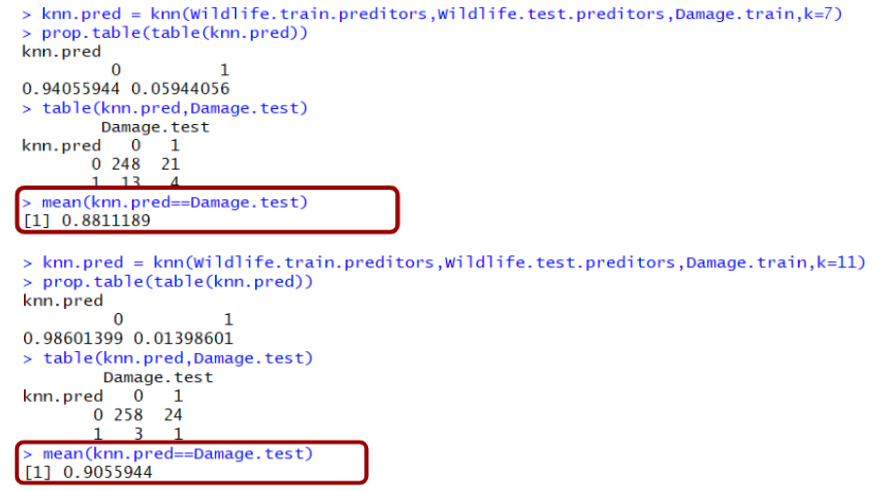 > knn.pred = knn(Wildlife.train.preditors,Wildlife.test.preditors,Damage.train,k=7)
> prop.table(table(knn.pred))
knn.pred
         0          1
0.94055944 0.05944056
> table(knn.pred,Damage.test)
        Damage.test
knn.pred   0   1
       0 248  21
       1  13   4
> mean(knn.pred==Damage.test)
[1] 0.8811189
> knn.pred = knn(Wildlife.train.preditors,Wildlife.test.preditors,Damage.train,k=11)
> prop.table(table(knn.pred))
knn.pred
         0          1
0.98601399 0.01398601
> table(knn.pred,Damage.test)
        Damage.test
knn.pred   0   1
       0 258  24
       1   3   1
> mean(knn.pred==Damage.test)
[1] 0.9055944